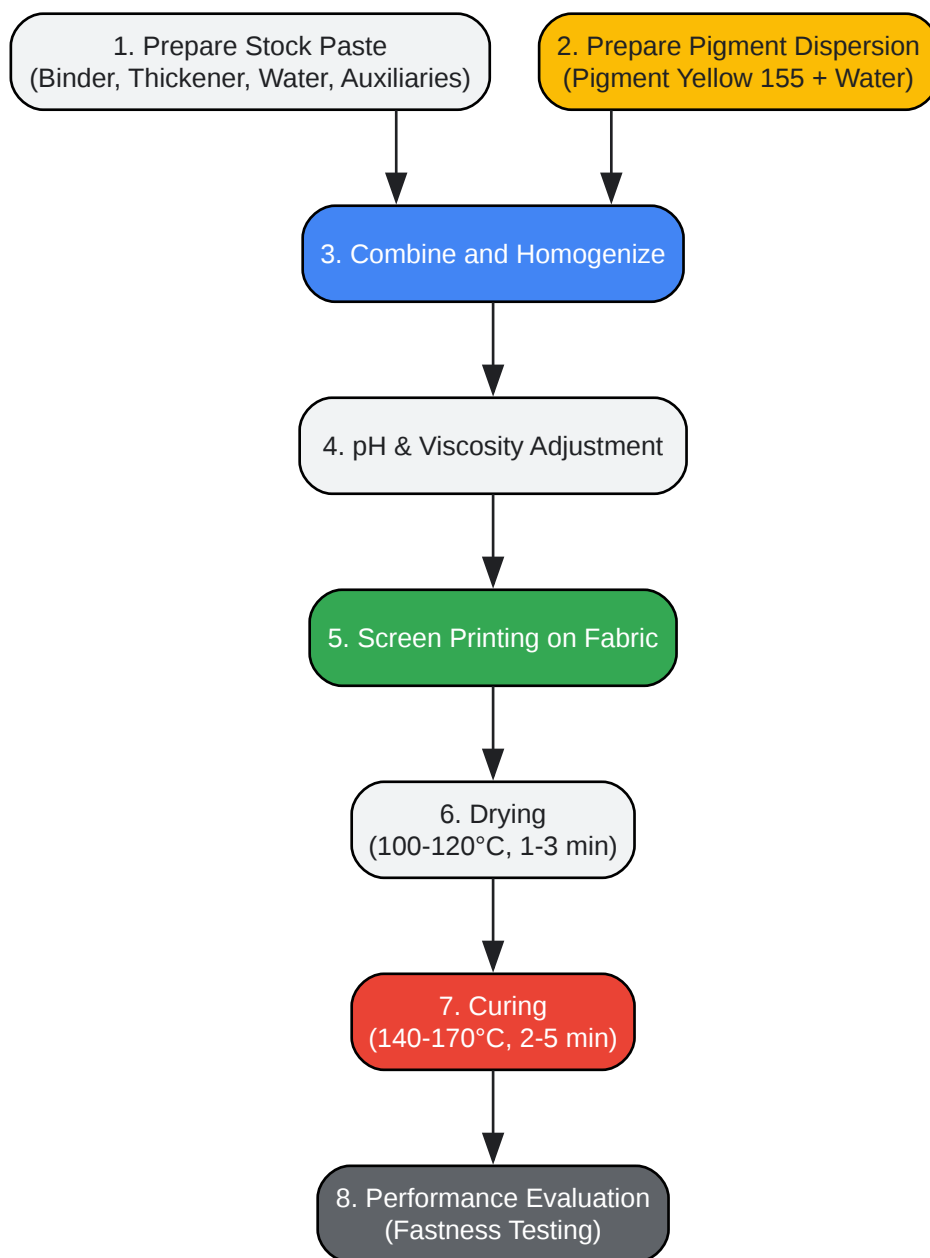 1. Prepare Stock Paste
(Binder, Thickener, Water, Auxiliaries)
2. Prepare Pigment Dispersion
(Pigment Yellow 155 + Water)
3. Combine and Homogenize
4. pH & Viscosity Adjustment
5. Screen Printing on Fabric
6. Drying
(100-120°C, 1-3 min)
7. Curing
(140-170°C, 2-5 min)
8. Performance Evaluation
(Fastness Testing)